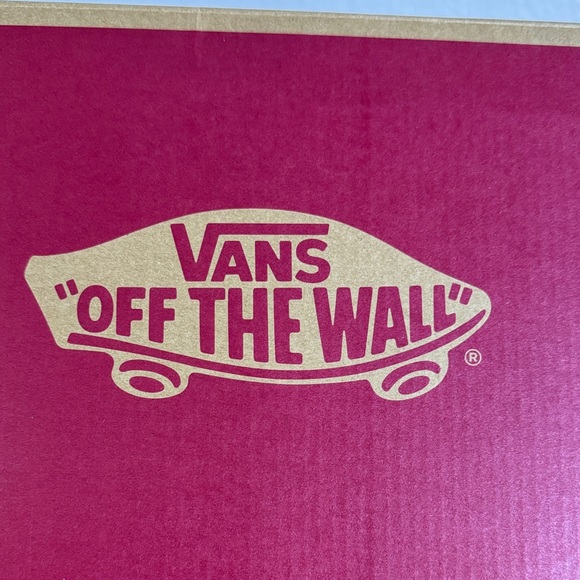 VANS
"OFF THE WALL"
®